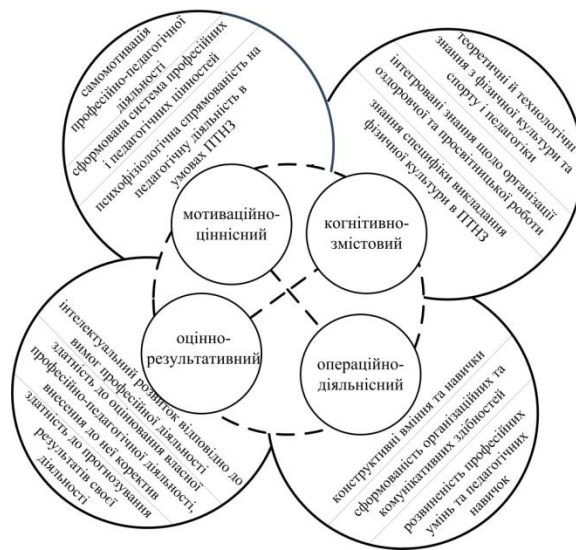 самомотивація
професійно-педагогічної
діяльності
сформована система професійних
і педагогічних цінностей
психофізіологічна спрямованість на
педагогічну діяльність в
умовах ПТНЗ
теоретичні й технологічні
знання з фізичної культури та
спорту і педагогіки
інтегровані знання щодо організації
оздоровчої та просвітницької роботи
знання специфіки викладання
фізичної культури в ПТНЗ
мотиваційно-
ціннісний
когнітивно-
змістовий
оцінно-
результативний
операційно-
діяльнісний
інтелектуальний розвиток відповідно до
вимог професійної діяльності
здатність до оцінювання власної
професійно-педагогічної діяльності,
внесення до неї коректив
здатність до прогнозування
результатів своєї
діяльності
конструктивні вміння та навички
сформованість організаційних та
комунікативних здібностей
розвиненість професійних
умінь та педагогічних
навичок